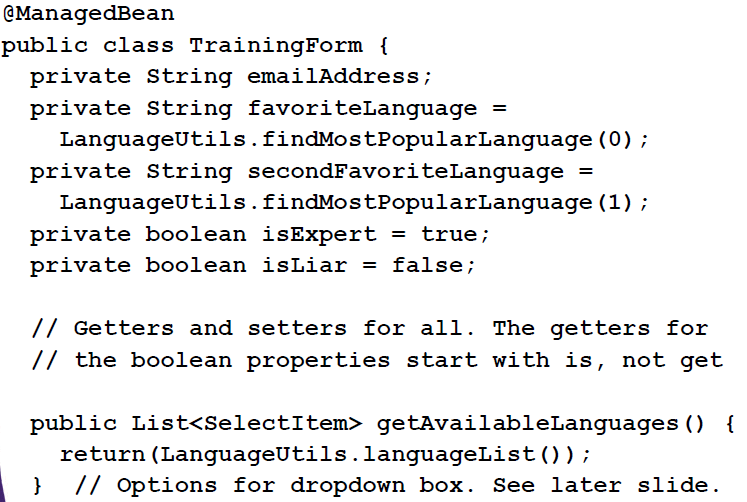 @ManagedBean
public class TrainingForm {
  private String emailAddress;
  private String favoriteLanguage =
    LanguageUtils.findMostPopularLanguage(0);
  private String secondFavoriteLanguage =
    LanguageUtils.findMostPopularLanguage(1);
  private boolean isExpert = true;
  private boolean isLiar = false;

  // Getters and setters for all. The getters for
  // the boolean properties start with is, not get

  public List<SelectItem> getAvailableLanguages() {
    return(LanguageUtils.languageList());
  }  // Options for dropdown box. See later slide.